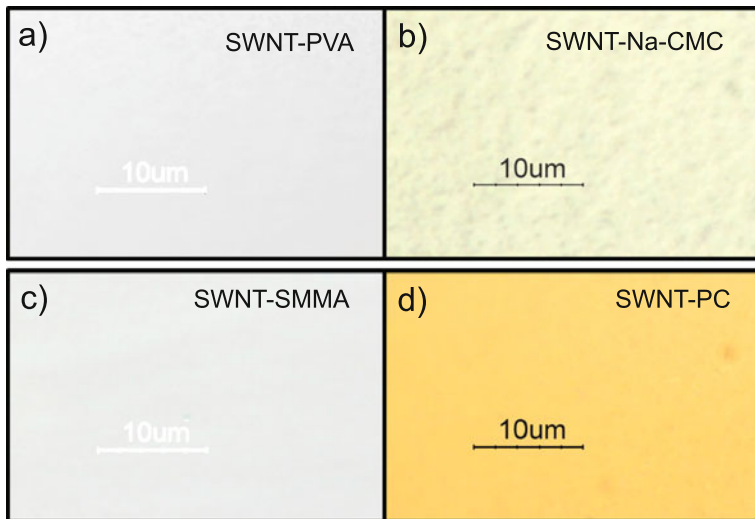 a)
SWNT-PVA
10um
b)
SWNT-Na-CMC
10um
c)
SWNT-SMMA
10um
d)
SWNT-PC
10um